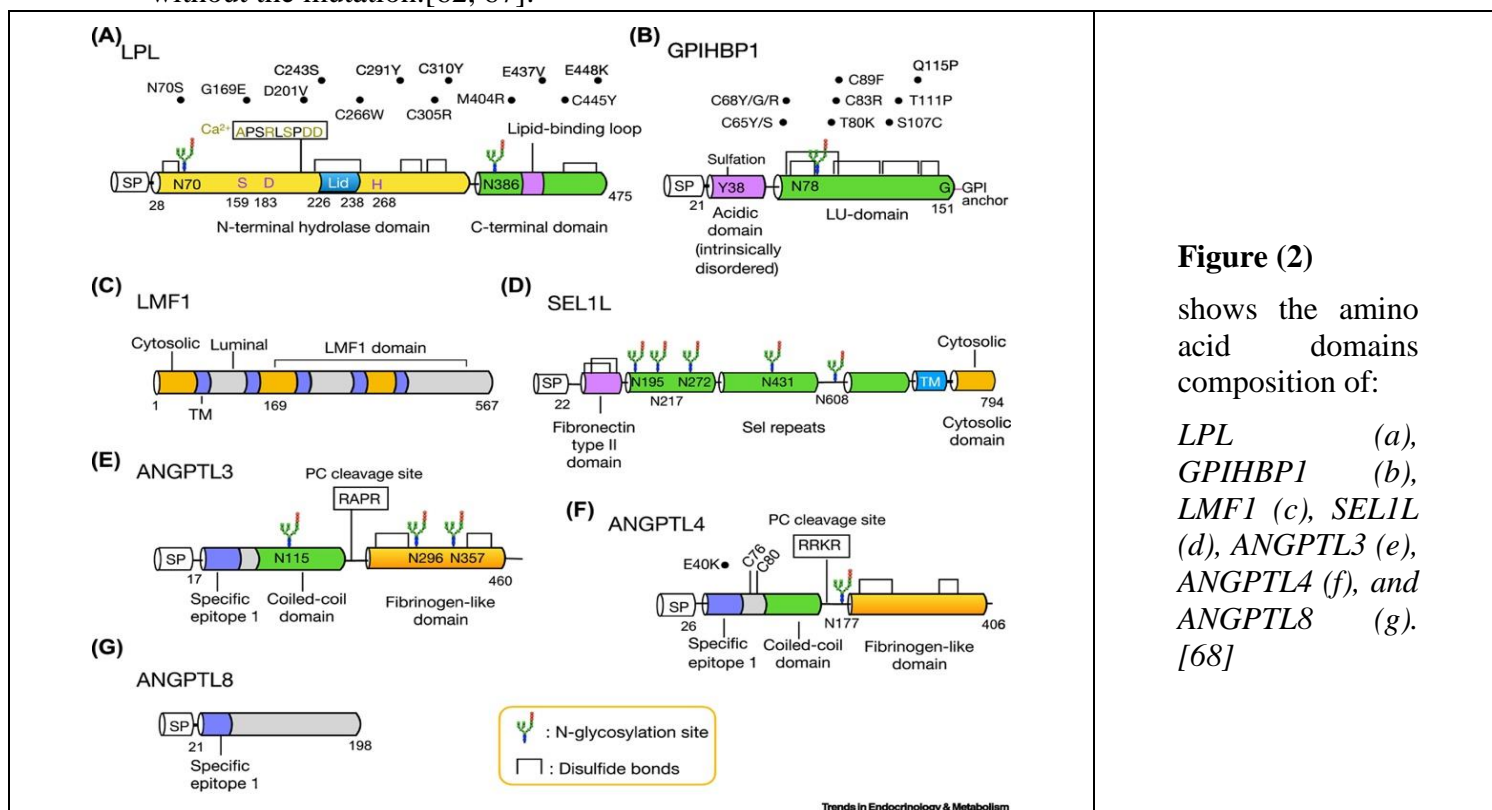 without the mutation.[62, 67].
(A) LPL
N70S G169E C243S D201V C291Y C266W C310Y C305R M404R E437V E448K C445Y
Ca²⁺ APSRLSPDD
Lipid-binding loop
SP N70 S D Lid H N386
28 159 183 226 238 268 475
N-terminal hydrolase domain C-terminal domain
(B) GPIHBP1
Q115P
C89F
C68Y/G/R C83R T111P
C65Y/S T80K S107C
Sulfation
SP Y38 N78 G GPI anchor
21 151
Acidic domain (intrinsically disordered)
LU-domain
(C) LMF1
Cytosolic Luminal LMF1 domain
1 169 567
TM
(D) SEL1L
Cytosolic
SP N195 N272 N431 TM
22 N217 N608 794
Fibronectin type II domain
Sel repeats
Cytosolic domain
(E) ANGPTL3
PC cleavage site
RAPR
SP N115 N296 N357
17 460
Specific epitope 1
Coiled-coil domain
Fibrinogen-like domain
(F) ANGPTL4
PC cleavage site
E40K C76 C80 RRKR
SP
26 N177 406
Specific epitope 1
Coiled-coil domain
Fibrinogen-like domain
(G) ANGPTL8
SP
21 198
Specific epitope 1
: N-glycosylation site
: Disulfide bonds
Trends in Endocrinology & Metabolism
Figure (2)
shows the amino
acid domains
composition of:
LPL (a),
GPIHBP1 (b),
LMF1 (c), SEL1L
(d), ANGPTL3 (e),
ANGPTL4 (f), and
ANGPTL8 (g).
[68]